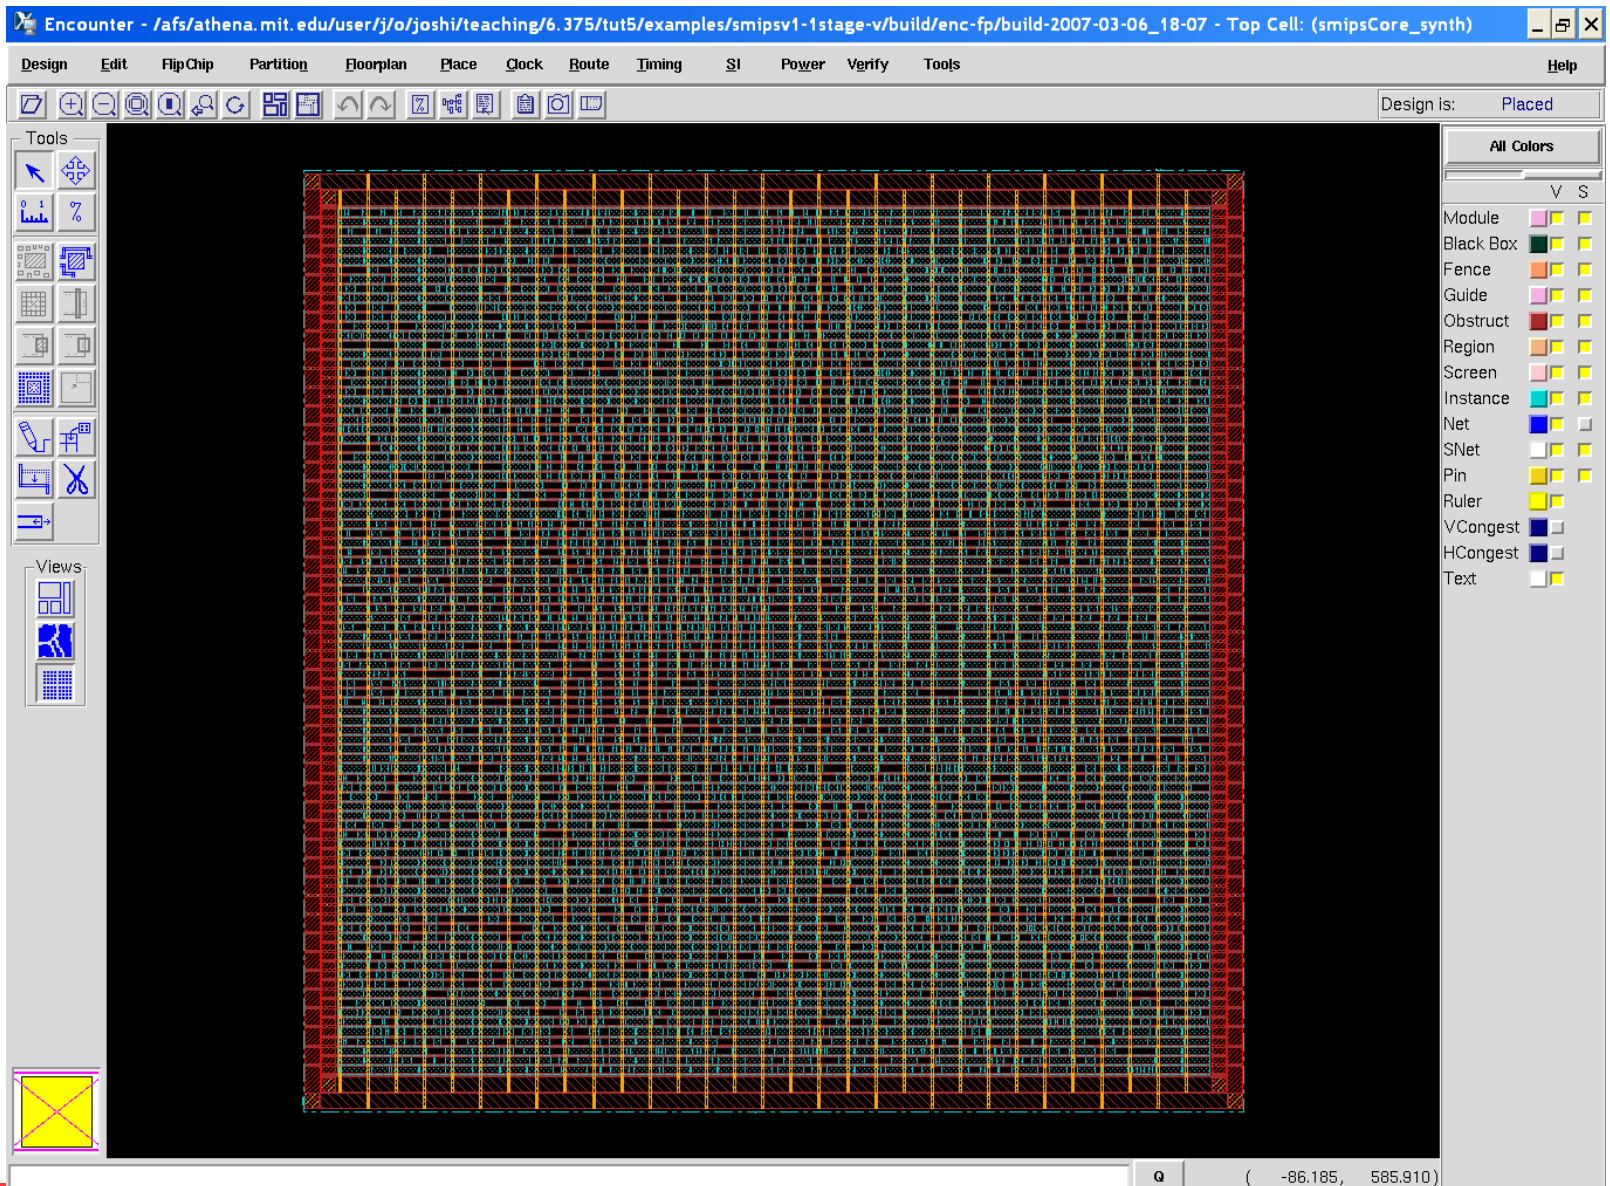 Encounter - /afs/athena.mit.edu/user/j/o/joshi/teaching/6.375/tut5/examples/smipsv1-1stage-v/build/enc-fp/build-2007-03-06_18-07 - Top Cell: (smipsCore_synth)
Design Edit FlipChip Partition Floorplan Place Clock Route Timing SI Power Verify Tools Help
Design is: Placed
Tools
All Colors
V S
Module
Black Box
Fence
Guide
Obstruct
Region
Screen
Instance
Net
SNet
Pin
Ruler
VCongest
HCongest
Text
0 1
%
Views
Q ( -86.185, 585.910)